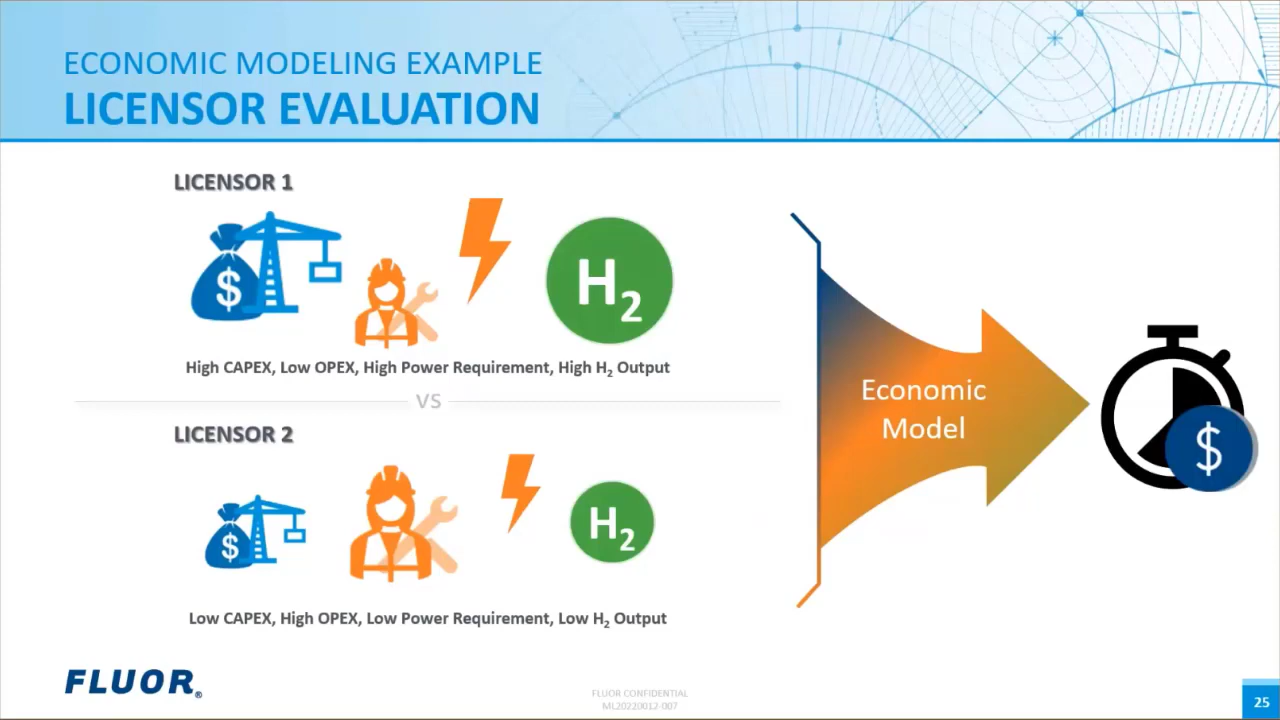 ECONOMIC MODELING EXAMPLE
LICENSOR EVALUATION
LICENSOR 1
$
H2
High CAPEX, Low OPEX, High Power Requirement, High H2 Output
VS
LICENSOR 2
$
H2
Low CAPEX, High OPEX, Low Power Requirement, Low H2 Output
Economic
Model
$
FLUOR®
FLUOR CONFIDENTIAL
ML20220012-007
25